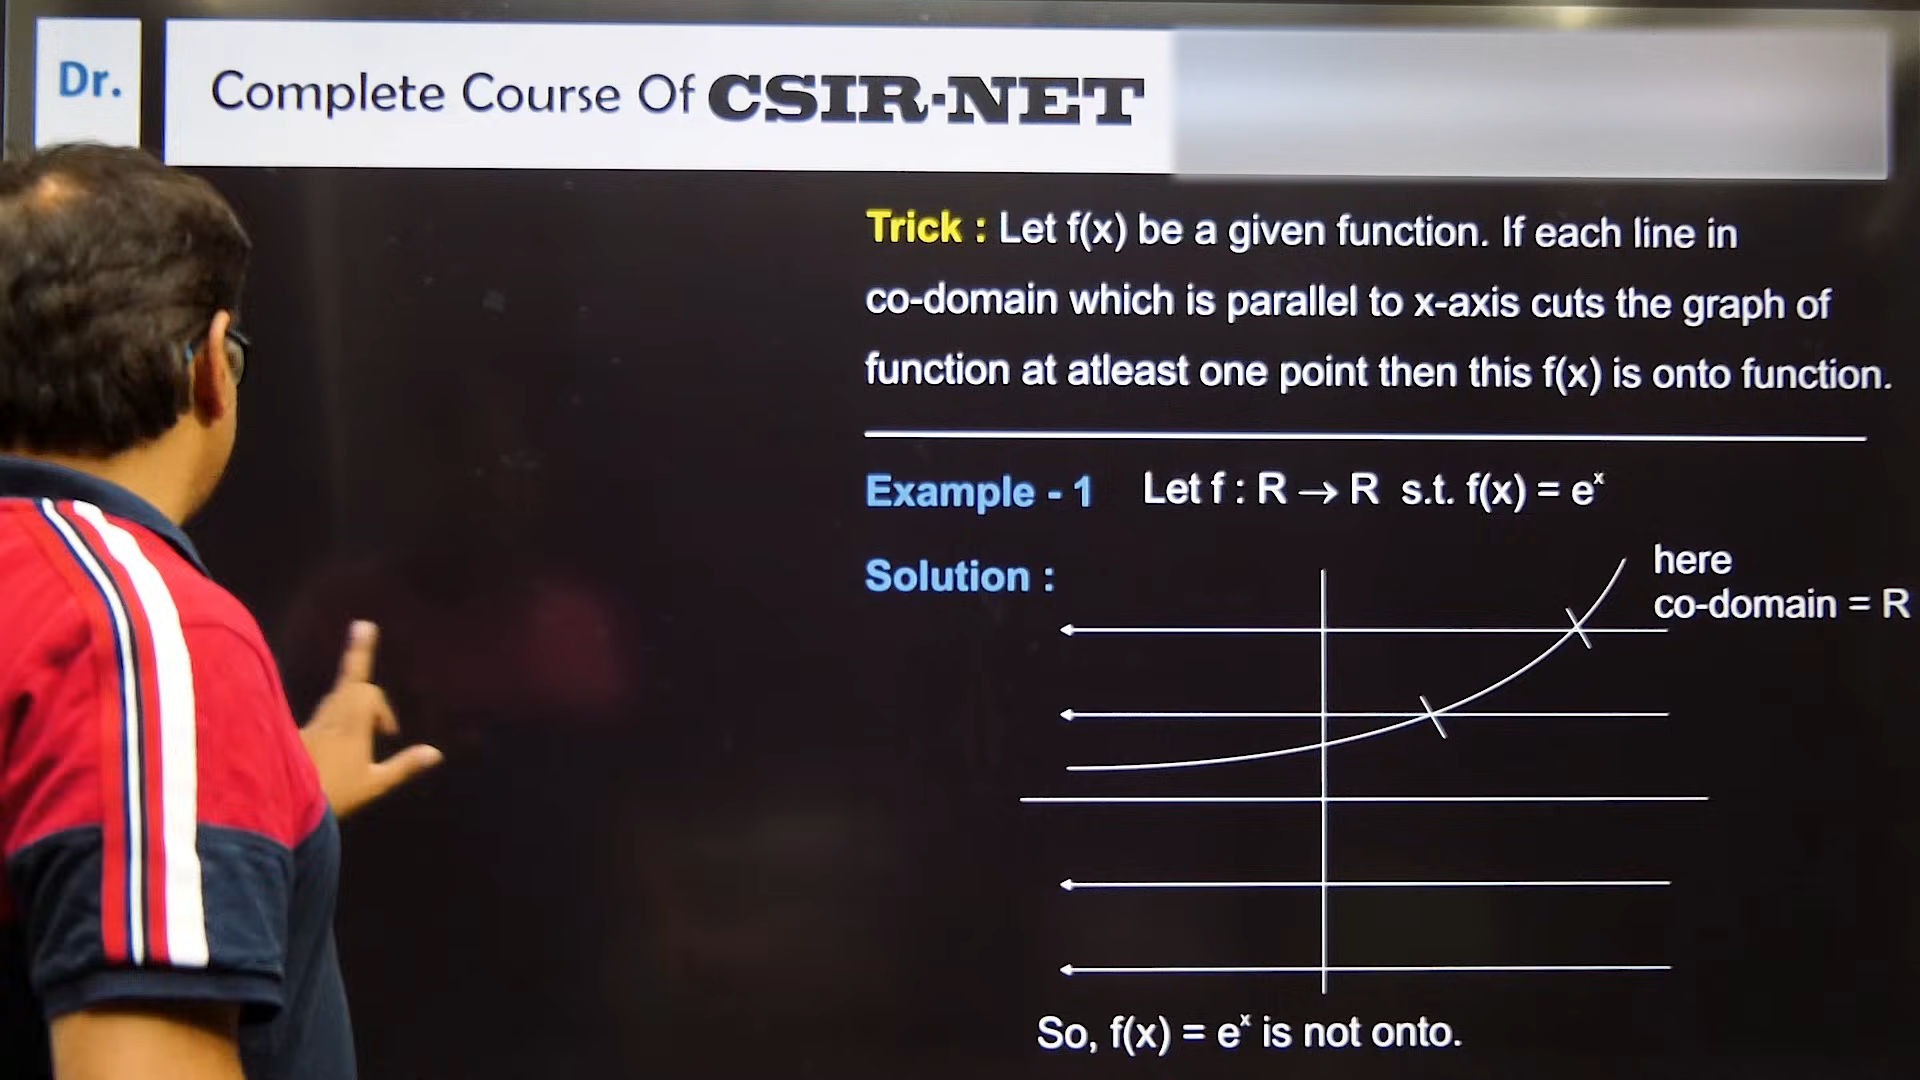 Dr.
Complete Course Of CSIR-NET
Trick : Let f(x) be a given function. If each line in
co-domain which is parallel to x-axis cuts the graph of
function at atleast one point then this f(x) is onto function.
Example - 1 Let f : R → R s.t. f(x) = eˣ
Solution :
here
co-domain = R
So, f(x) = eˣ is not onto.